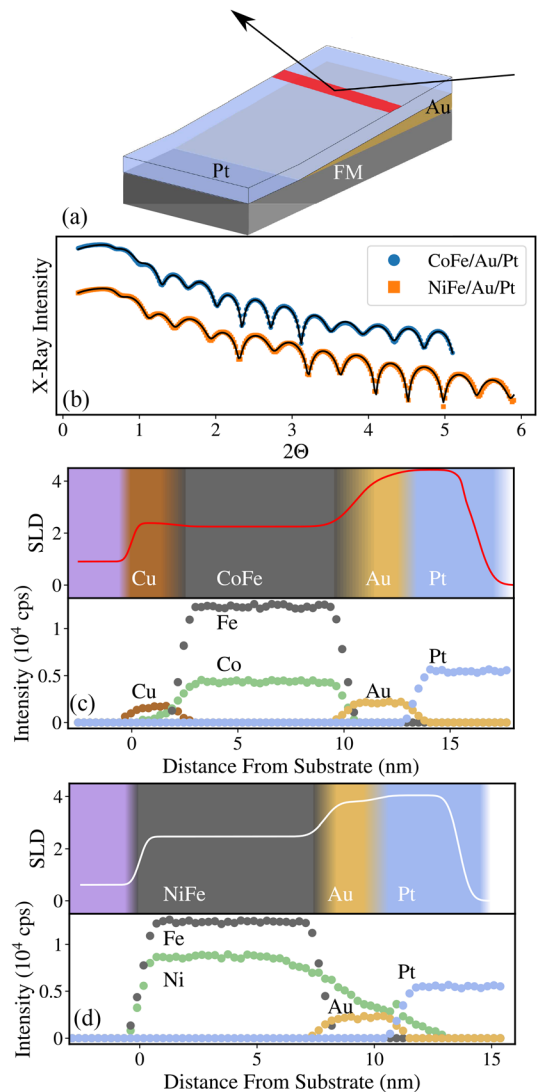 Au
Pt
FM
(a)
X-Ray Intensity
CoFe/Au/Pt
NiFe/Au/Pt
(b)
0 1 2 3 4 5 6
2Θ
SLD
4
2
0
Cu CoFe Au Pt
Intensity (10⁴ cps)
1
0.5
0
Fe
Co
Pt
Cu
Au
(c)
0 5 10 15
Distance From Substrate (nm)
SLD
4
2
0
NiFe Au Pt
Intensity (10⁴ cps)
1
0.5
0
Fe
Ni
Pt
Au
(d)
0 5 10 15
Distance From Substrate (nm)